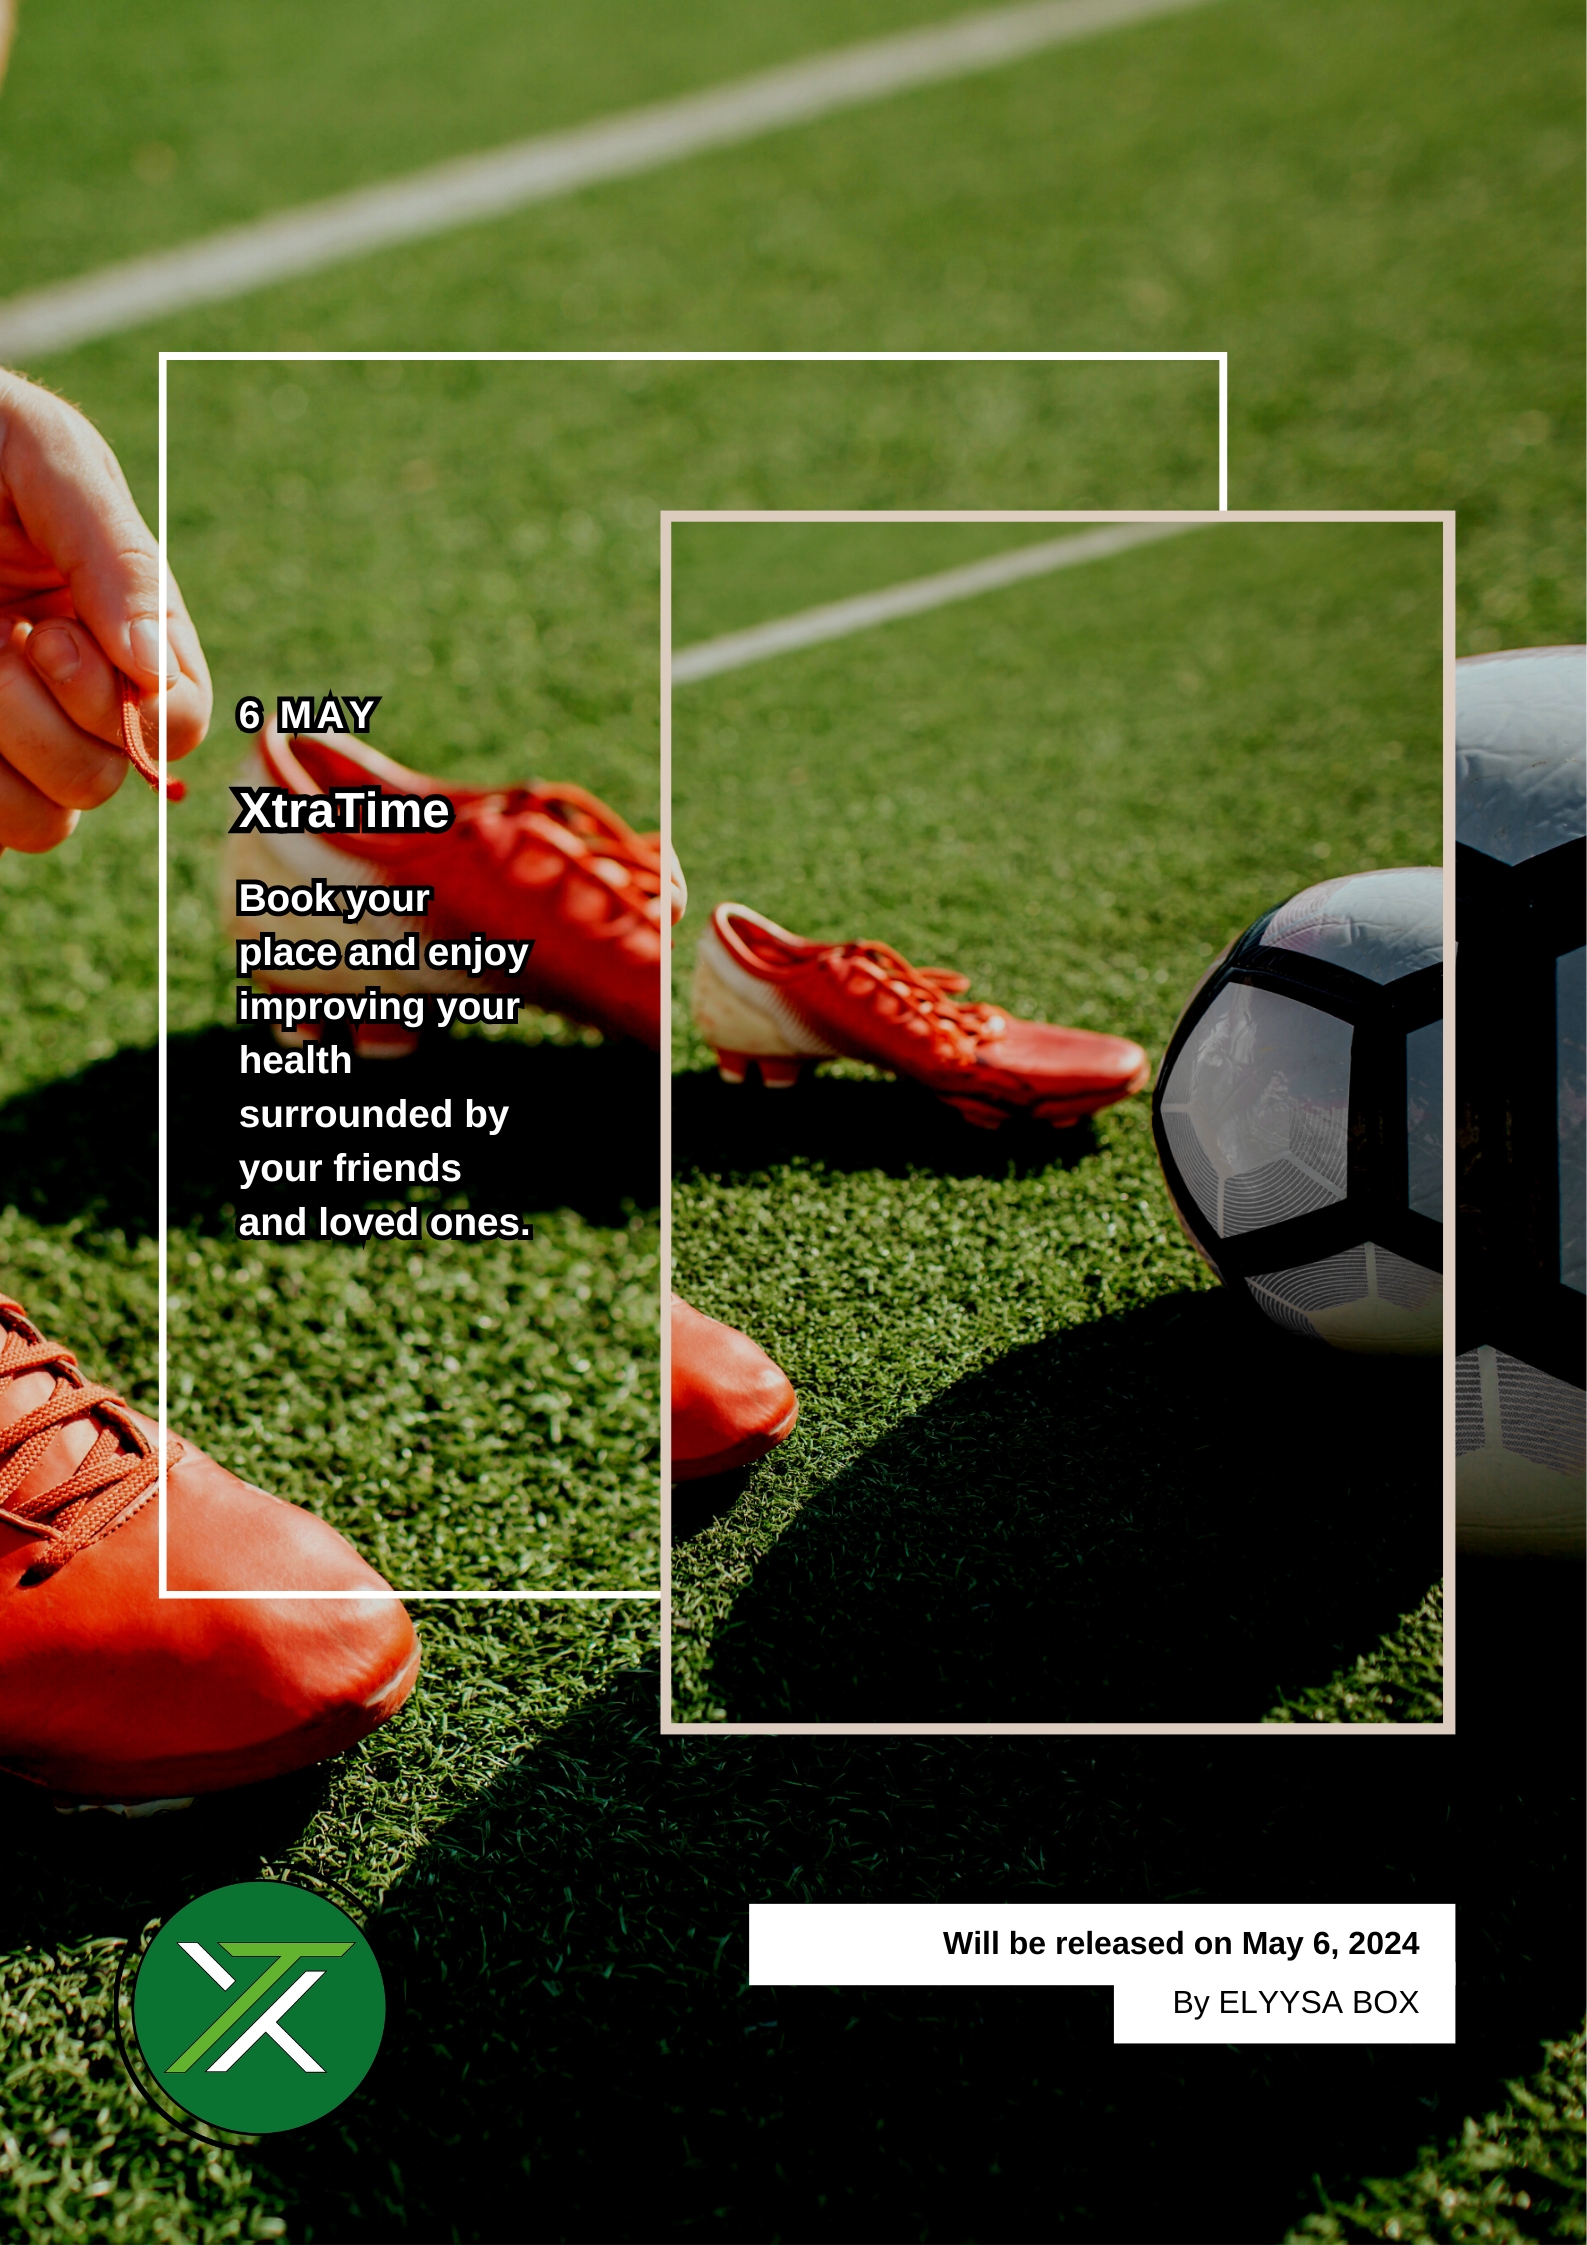 6 MAY
XtraTime
Book your
place and enjoy
improving your
health
surrounded by
your friends
and loved ones.
Will be released on May 6, 2024
By ELYYSA BOX